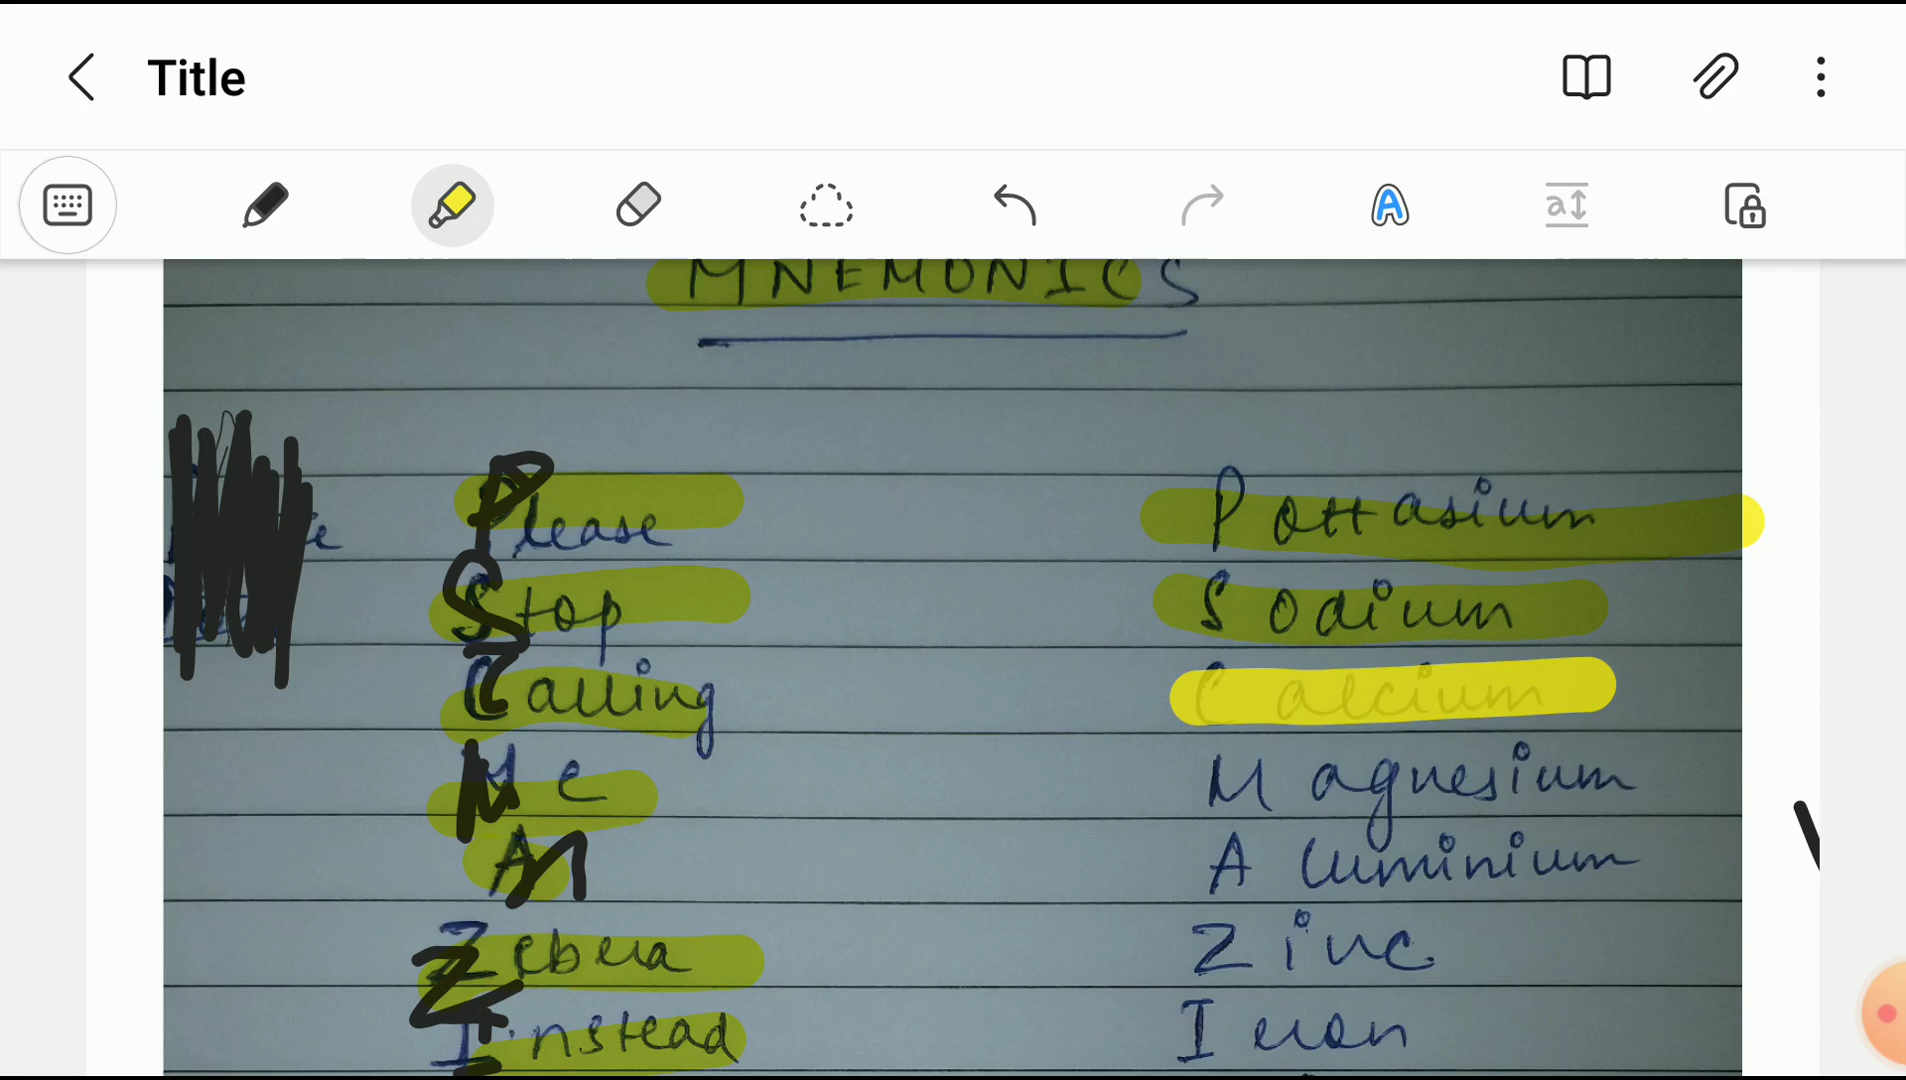 Title
MNEMONICS
Please Pottasium
Stop Sodium
Calling Calcium
Me Magnesium
A Aluminium
Zebra Zinc
Instead Iron